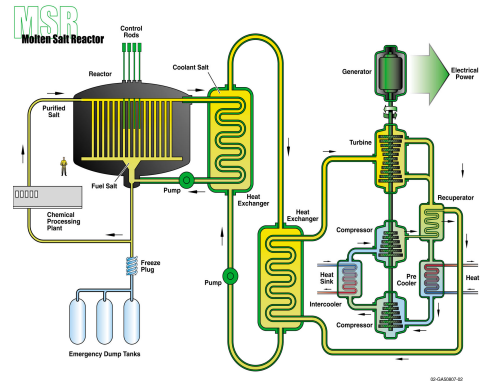 MSR
Molten Salt Reactor
Control
Rods
Reactor
Coolant Salt
Purified
Salt
Fuel Salt
Pump
Heat
Exchanger
Chemical
Processing
Plant
Freeze
Plug
Emergency Dump Tanks
Pump
Heat
Exchanger
Generator
Electrical
Power
Turbine
Recuperator
Compressor
Heat
Sink
Pre
Cooler
Heat
Intercooler
Compressor
02-GA50807-02